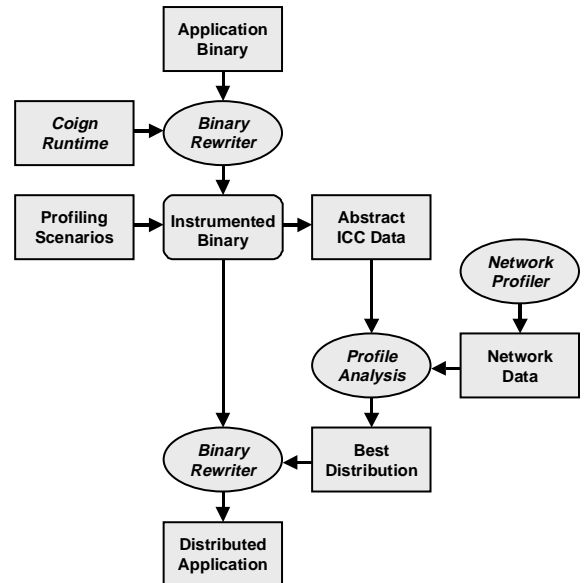 Application
Binary
Coign
Runtime
Binary
Rewriter
Profiling
Scenarios
Instrumented
Binary
Abstract
ICC Data
Network
Profiler
Profile
Analysis
Network
Data
Binary
Rewriter
Best
Distribution
Distributed
Application